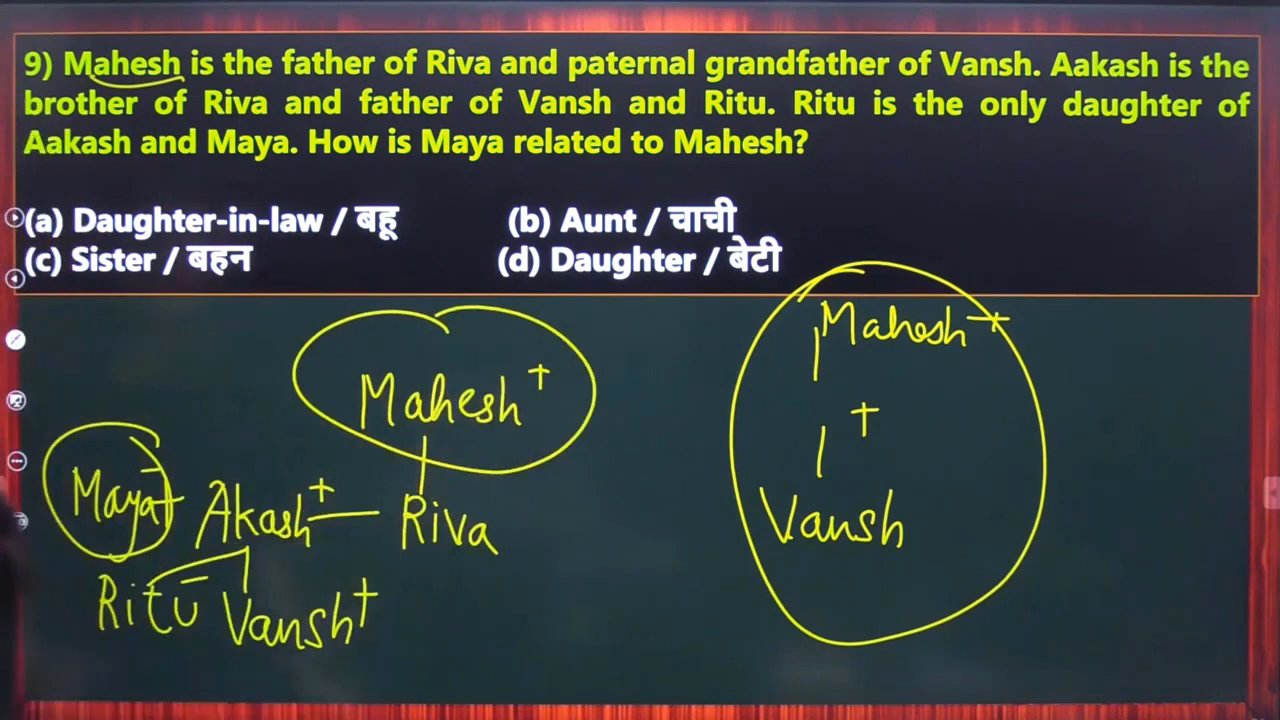 9) Mahesh is the father of Riva and paternal grandfather of Vansh. Aakash is the
brother of Riva and father of Vansh and Ritu. Ritu is the only daughter of
Aakash and Maya. How is Maya related to Mahesh?
(a) Daughter-in-law / बहू (b) Aunt / चाची
(c) Sister / बहन (d) Daughter / बेटी
Mahesh +
Mahesh +
+
Maya - Akash + — Riva
Vansh
Ritu - Vansh +